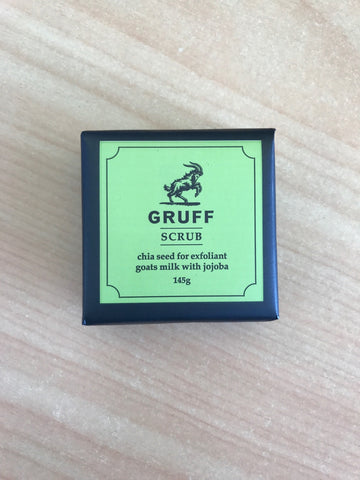 GRUFF
SCRUB
chia seed for exfoliant
goats milk with jojoba
145g